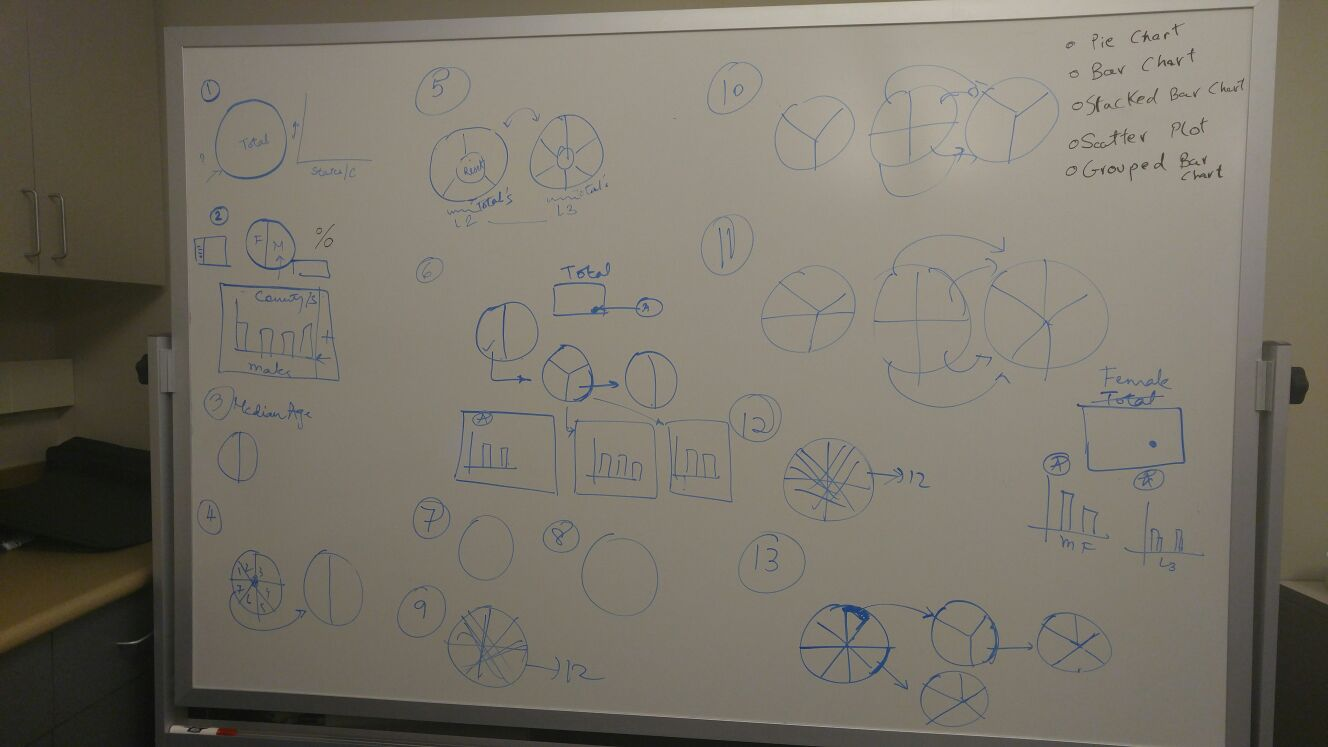 1
Total
State/C
2
F
M
%
County/s
males
3
Median Age
4
5
Reset
Total's
L2
L3
6
Total
A
A
7
8
9
12
10
11
12
12
13
Female
Total
A
A
M F
L3
o Pie Chart
o Bar Chart
o Stacked Bar Chart
o Scatter Plot
o Grouped Bar
Chart